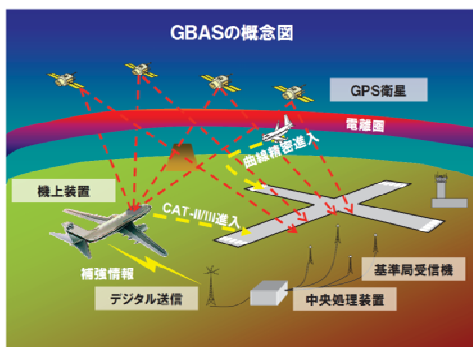 GBASの概念図
GPS衛星
電離圏
曲線精密進入
機上装置
CAT-II/III進入
補強情報
基準局受信機
デジタル送信
中央処理装置